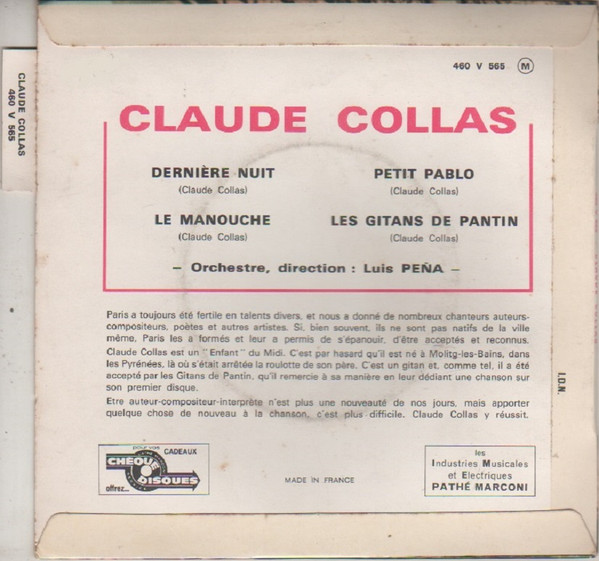 460 V 565 M
CLAUDE COLLAS
460 V 565
CLAUDE COLLAS
DERNIÈRE NUIT
(Claude Collas)
PETIT PABLO
(Claude Collas)
LE MANOUCHE
(Claude Collas)
LES GITANS DE PANTIN
(Claude Collas)
– Orchestre, direction : Luis PEÑA –
Paris a toujours été fertile en talents divers, et nous a donné de nombreux chanteurs auteurs-
compositeurs, poètes et autres artistes. Si, bien souvent, ils ne sont pas natifs de la ville
même, Paris les a formés et leur a permis de s'épanouir, d'être acceptés et reconnus.
Claude Collas est un "Enfant" du Midi. C'est par hasard qu'il est né à Molitg-les-Bains, dans
les Pyrénées, là où s'était arrêtée la roulotte de son père. C'est un gitan et, comme tel, il a été
accepté par les Gitans de Pantin, qu'il remercie à sa manière en leur dédiant une chanson sur
son premier disque.
Etre auteur-compositeur-interprète n'est plus une nouveauté de nos jours, mais apporter
quelque chose de nouveau à la chanson, c'est plus difficile. Claude Collas y réussit.
I.D.N.
pour vos CADEAUX
CHÈQUE
DISQUES
offrez...
MADE IN FRANCE
les
Industries Musicales
et Electriques
PATHÉ MARCONI